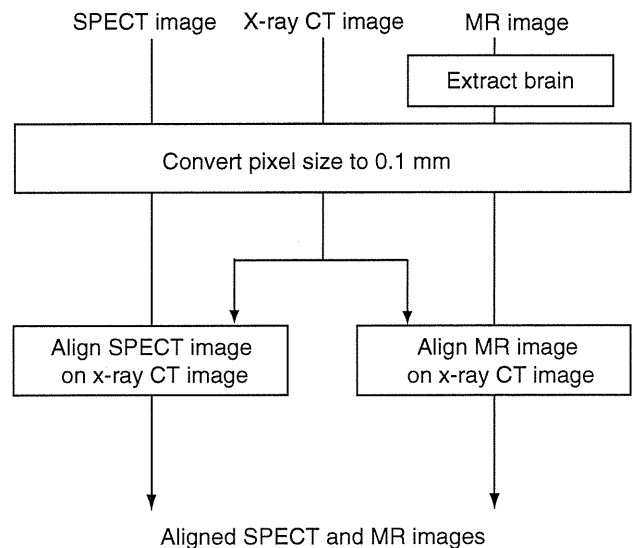 SPECT image
X-ray CT image
MR image
Extract brain
Convert pixel size to 0.1 mm
Align SPECT image
on x-ray CT image
Align MR image
on x-ray CT image
Aligned SPECT and MR images